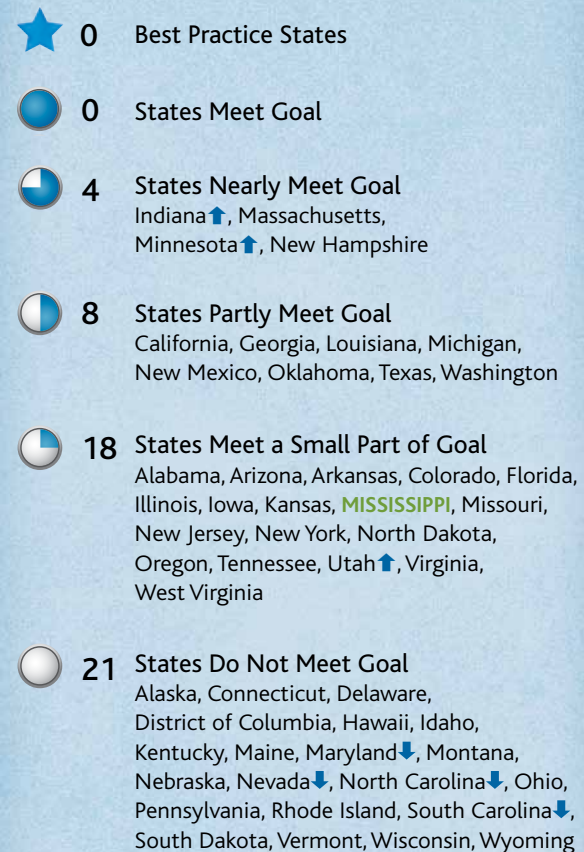 0 Best Practice States
0 States Meet Goal
4 States Nearly Meet Goal
Indiana⬆, Massachusetts,
Minnesota⬆, New Hampshire
8 States Partly Meet Goal
California, Georgia, Louisiana, Michigan,
New Mexico, Oklahoma, Texas, Washington
18 States Meet a Small Part of Goal
Alabama, Arizona, Arkansas, Colorado, Florida,
Illinois, Iowa, Kansas, MISSISSIPPI, Missouri,
New Jersey, New York, North Dakota,
Oregon, Tennessee, Utah⬆, Virginia,
West Virginia
21 States Do Not Meet Goal
Alaska, Connecticut, Delaware,
District of Columbia, Hawaii, Idaho,
Kentucky, Maine, Maryland⬇, Montana,
Nebraska, Nevada⬇, North Carolina⬇, Ohio,
Pennsylvania, Rhode Island, South Carolina⬇,
South Dakota, Vermont, Wisconsin, Wyoming